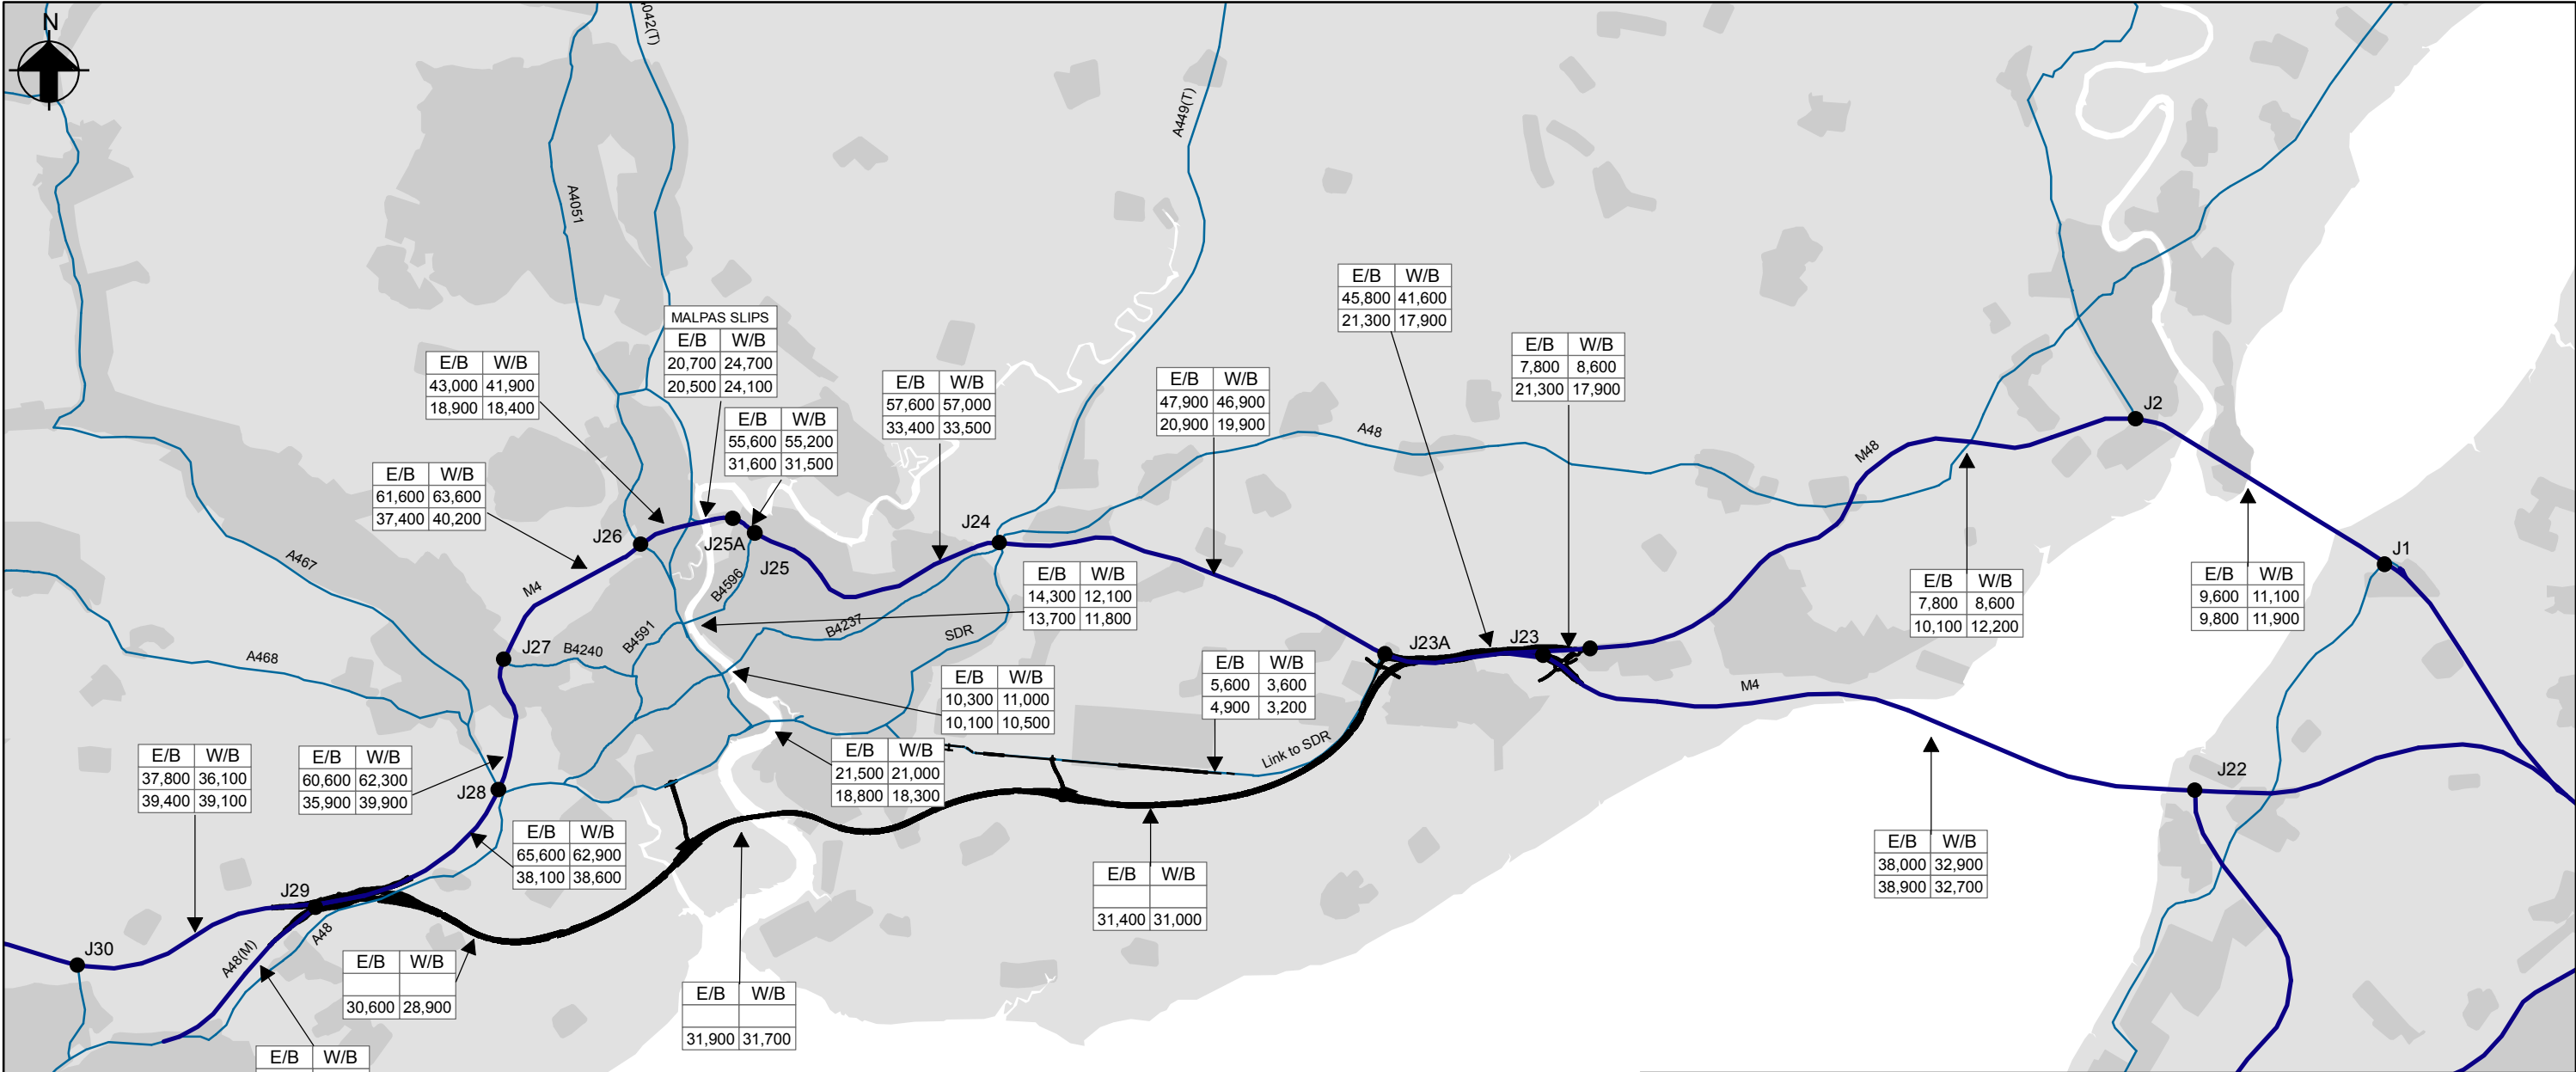 N
A042(T)
A449(T)
A4051
E/B W/B
45,800 41,600
21,300 17,900
MALPAS SLIPS
E/B W/B
20,700 24,700
20,500 24,100
E/B W/B
7,800 8,600
21,300 17,900
E/B W/B
43,000 41,900
18,900 18,400
E/B W/B
57,600 57,000
33,400 33,500
E/B W/B
47,900 46,900
20,900 19,900
E/B W/B
55,600 55,200
31,600 31,500
A48
J2
M48
E/B W/B
61,600 63,600
37,400 40,200
J26
J25A
J25
J24
J1
A467
M4
B4596
E/B W/B
14,300 12,100
13,700 11,800
E/B W/B
7,800 8,600
10,100 12,200
E/B W/B
9,600 11,100
9,800 11,900
B4237
SDR
B4591
J27
B4240
A468
J23A
J23
M4
E/B W/B
5,600 3,600
4,900 3,200
E/B W/B
10,300 11,000
10,100 10,500
Link to SDR
E/B W/B
37,800 36,100
39,400 39,100
E/B W/B
60,600 62,300
35,900 39,900
E/B W/B
21,500 21,000
18,800 18,300
J28
J22
E/B W/B
65,600 62,900
38,100 38,600
E/B W/B
38,000 32,900
38,900 32,700
E/B W/B
31,400 31,000
J29
A48
A48(M)
J30
E/B W/B
30,600 28,900
E/B W/B
31,900 31,700
E/B W/B